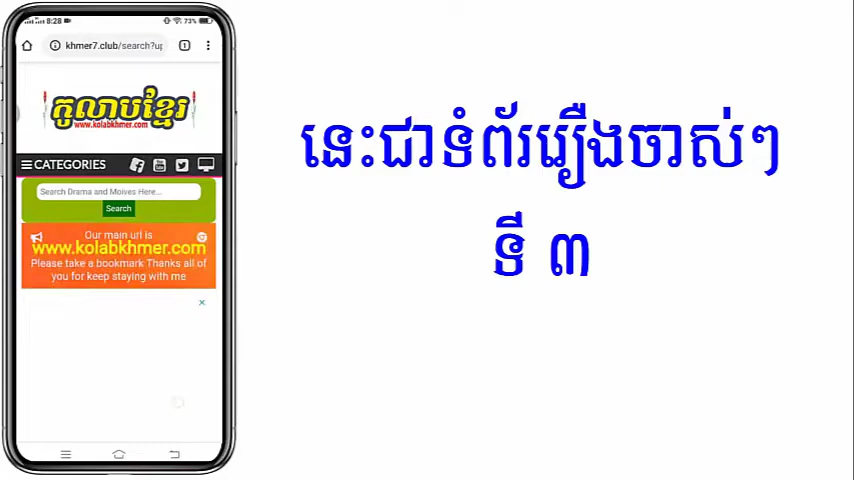 8:28
73%
khmer7.club/search?up
1
កូលាបខ្មែរ
www.kolabkhmer.com
CATEGORIES
Search Drama and Moives Here...
Search
Our main url is
www.kolabkhmer.com
Please take a bookmark Thanks all of
you for keep staying with me
នេះជាទំព័ររឿងចាស់ៗ
ទី ៣